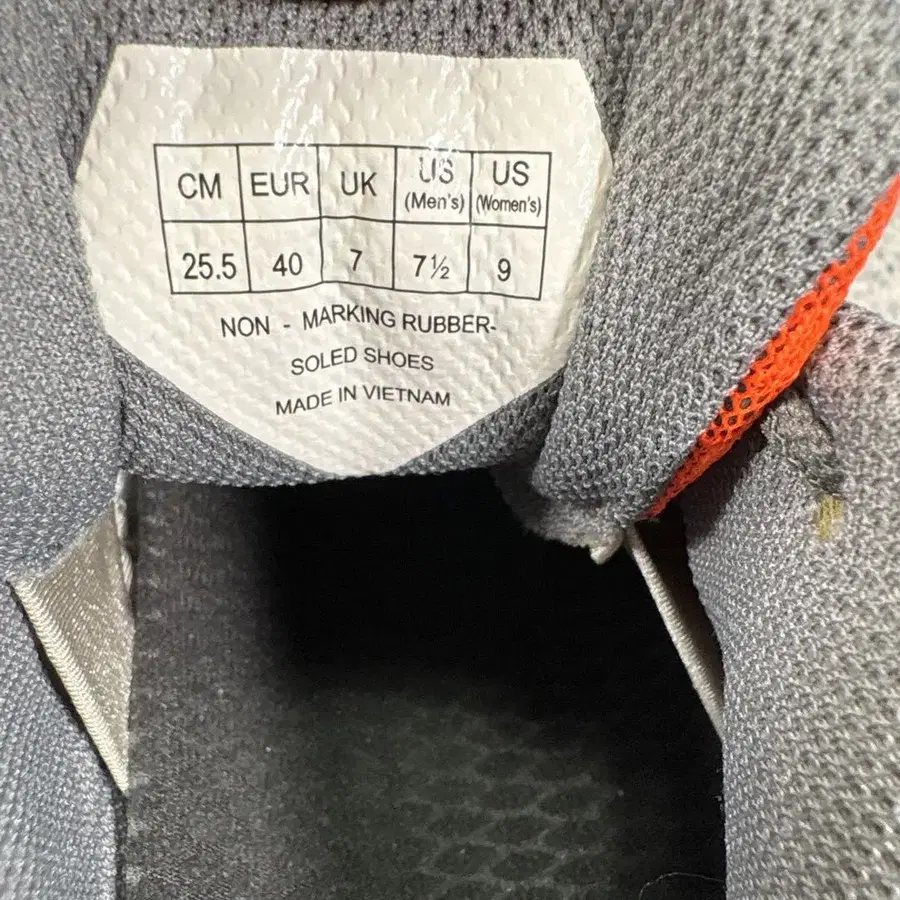 CM EUR UK US (Men's) US (Women's)
25.5 40 7 7½ 9
NON - MARKING RUBBER-
SOLED SHOES
MADE IN VIETNAM